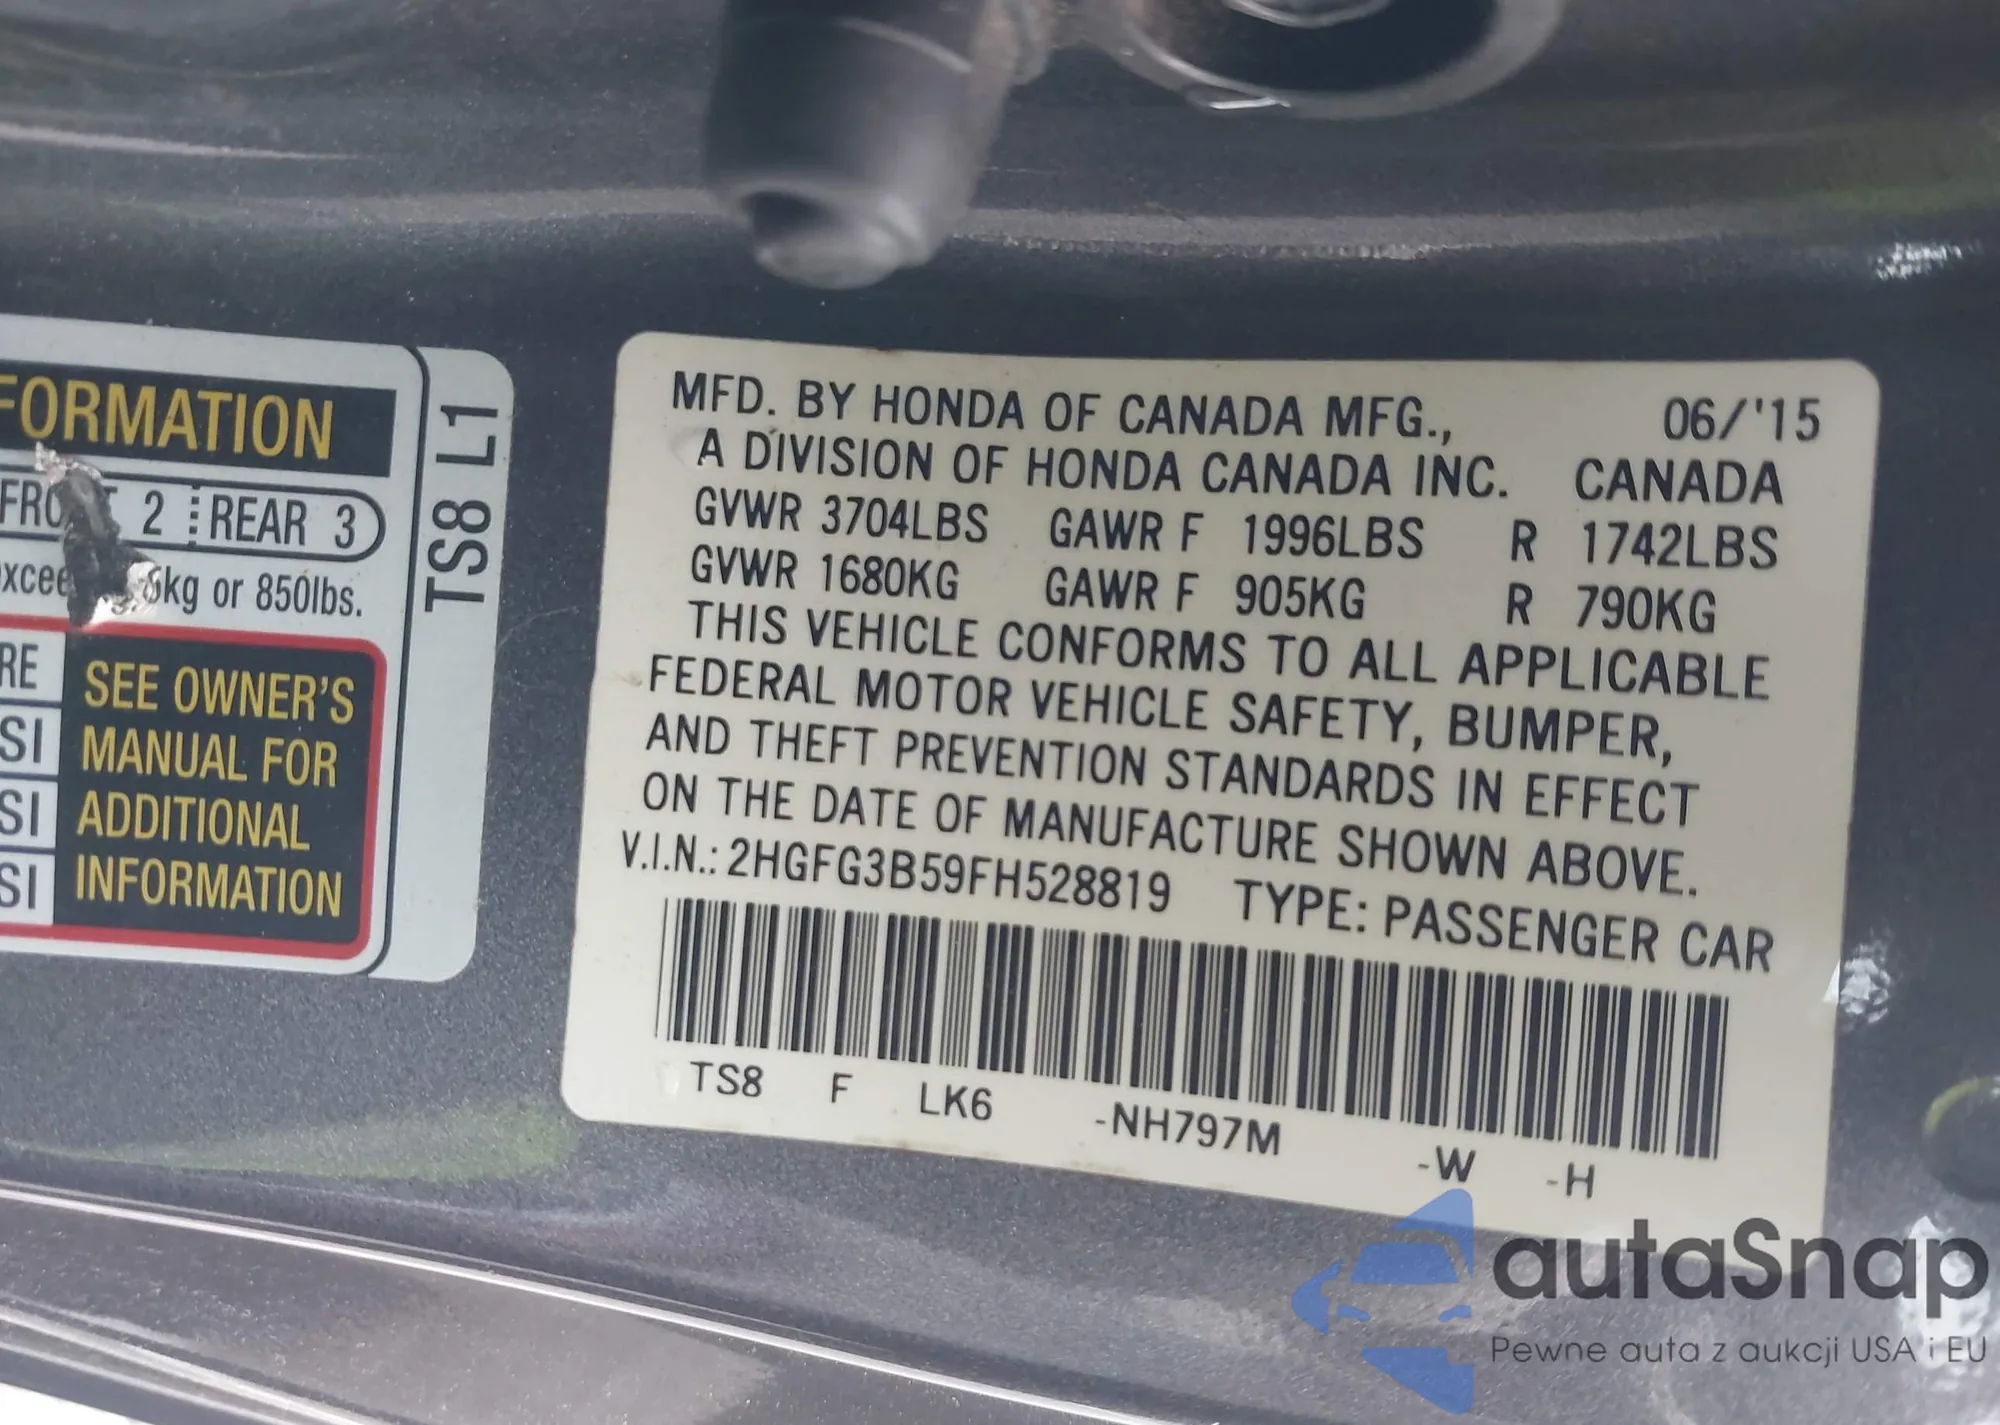 FORMATION
2 REAR 3
kg or 850lbs.
RE
SI
SI
SI
SEE OWNER'S
MANUAL FOR
ADDITIONAL
INFORMATION
TS8 L1
MFD. BY HONDA OF CANADA MFG., 06/'15
A DIVISION OF HONDA CANADA INC. CANADA
GVWR 3704LBS GAWR F 1996LBS R 1742LBS
GVWR 1680KG GAWR F 905KG R 790KG
THIS VEHICLE CONFORMS TO ALL APPLICABLE
FEDERAL MOTOR VEHICLE SAFETY, BUMPER,
AND THEFT PREVENTION STANDARDS IN EFFECT
ON THE DATE OF MANUFACTURE SHOWN ABOVE.
V.I.N.: 2HGFG3B59FH528819 TYPE: PASSENGER CAR
TS8 F LK6 -NH797M -W -H
autaSnap
Pewne auta z aukcji USA i EU